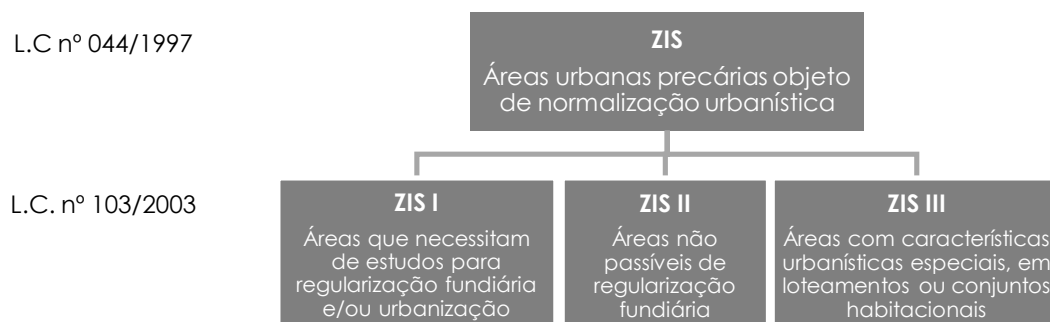 L.C nº 044/1997
ZIS
Áreas urbanas precárias objeto
de normalização urbanística
L.C. nº 103/2003
ZIS I
Áreas que necessitam
de estudos para
regularização fundiária
e/ou urbanização
ZIS II
Áreas não
passíveis de
regularização
fundiária
ZIS III
Áreas com características
urbanísticas especiais, em
loteamentos ou conjuntos
habitacionais